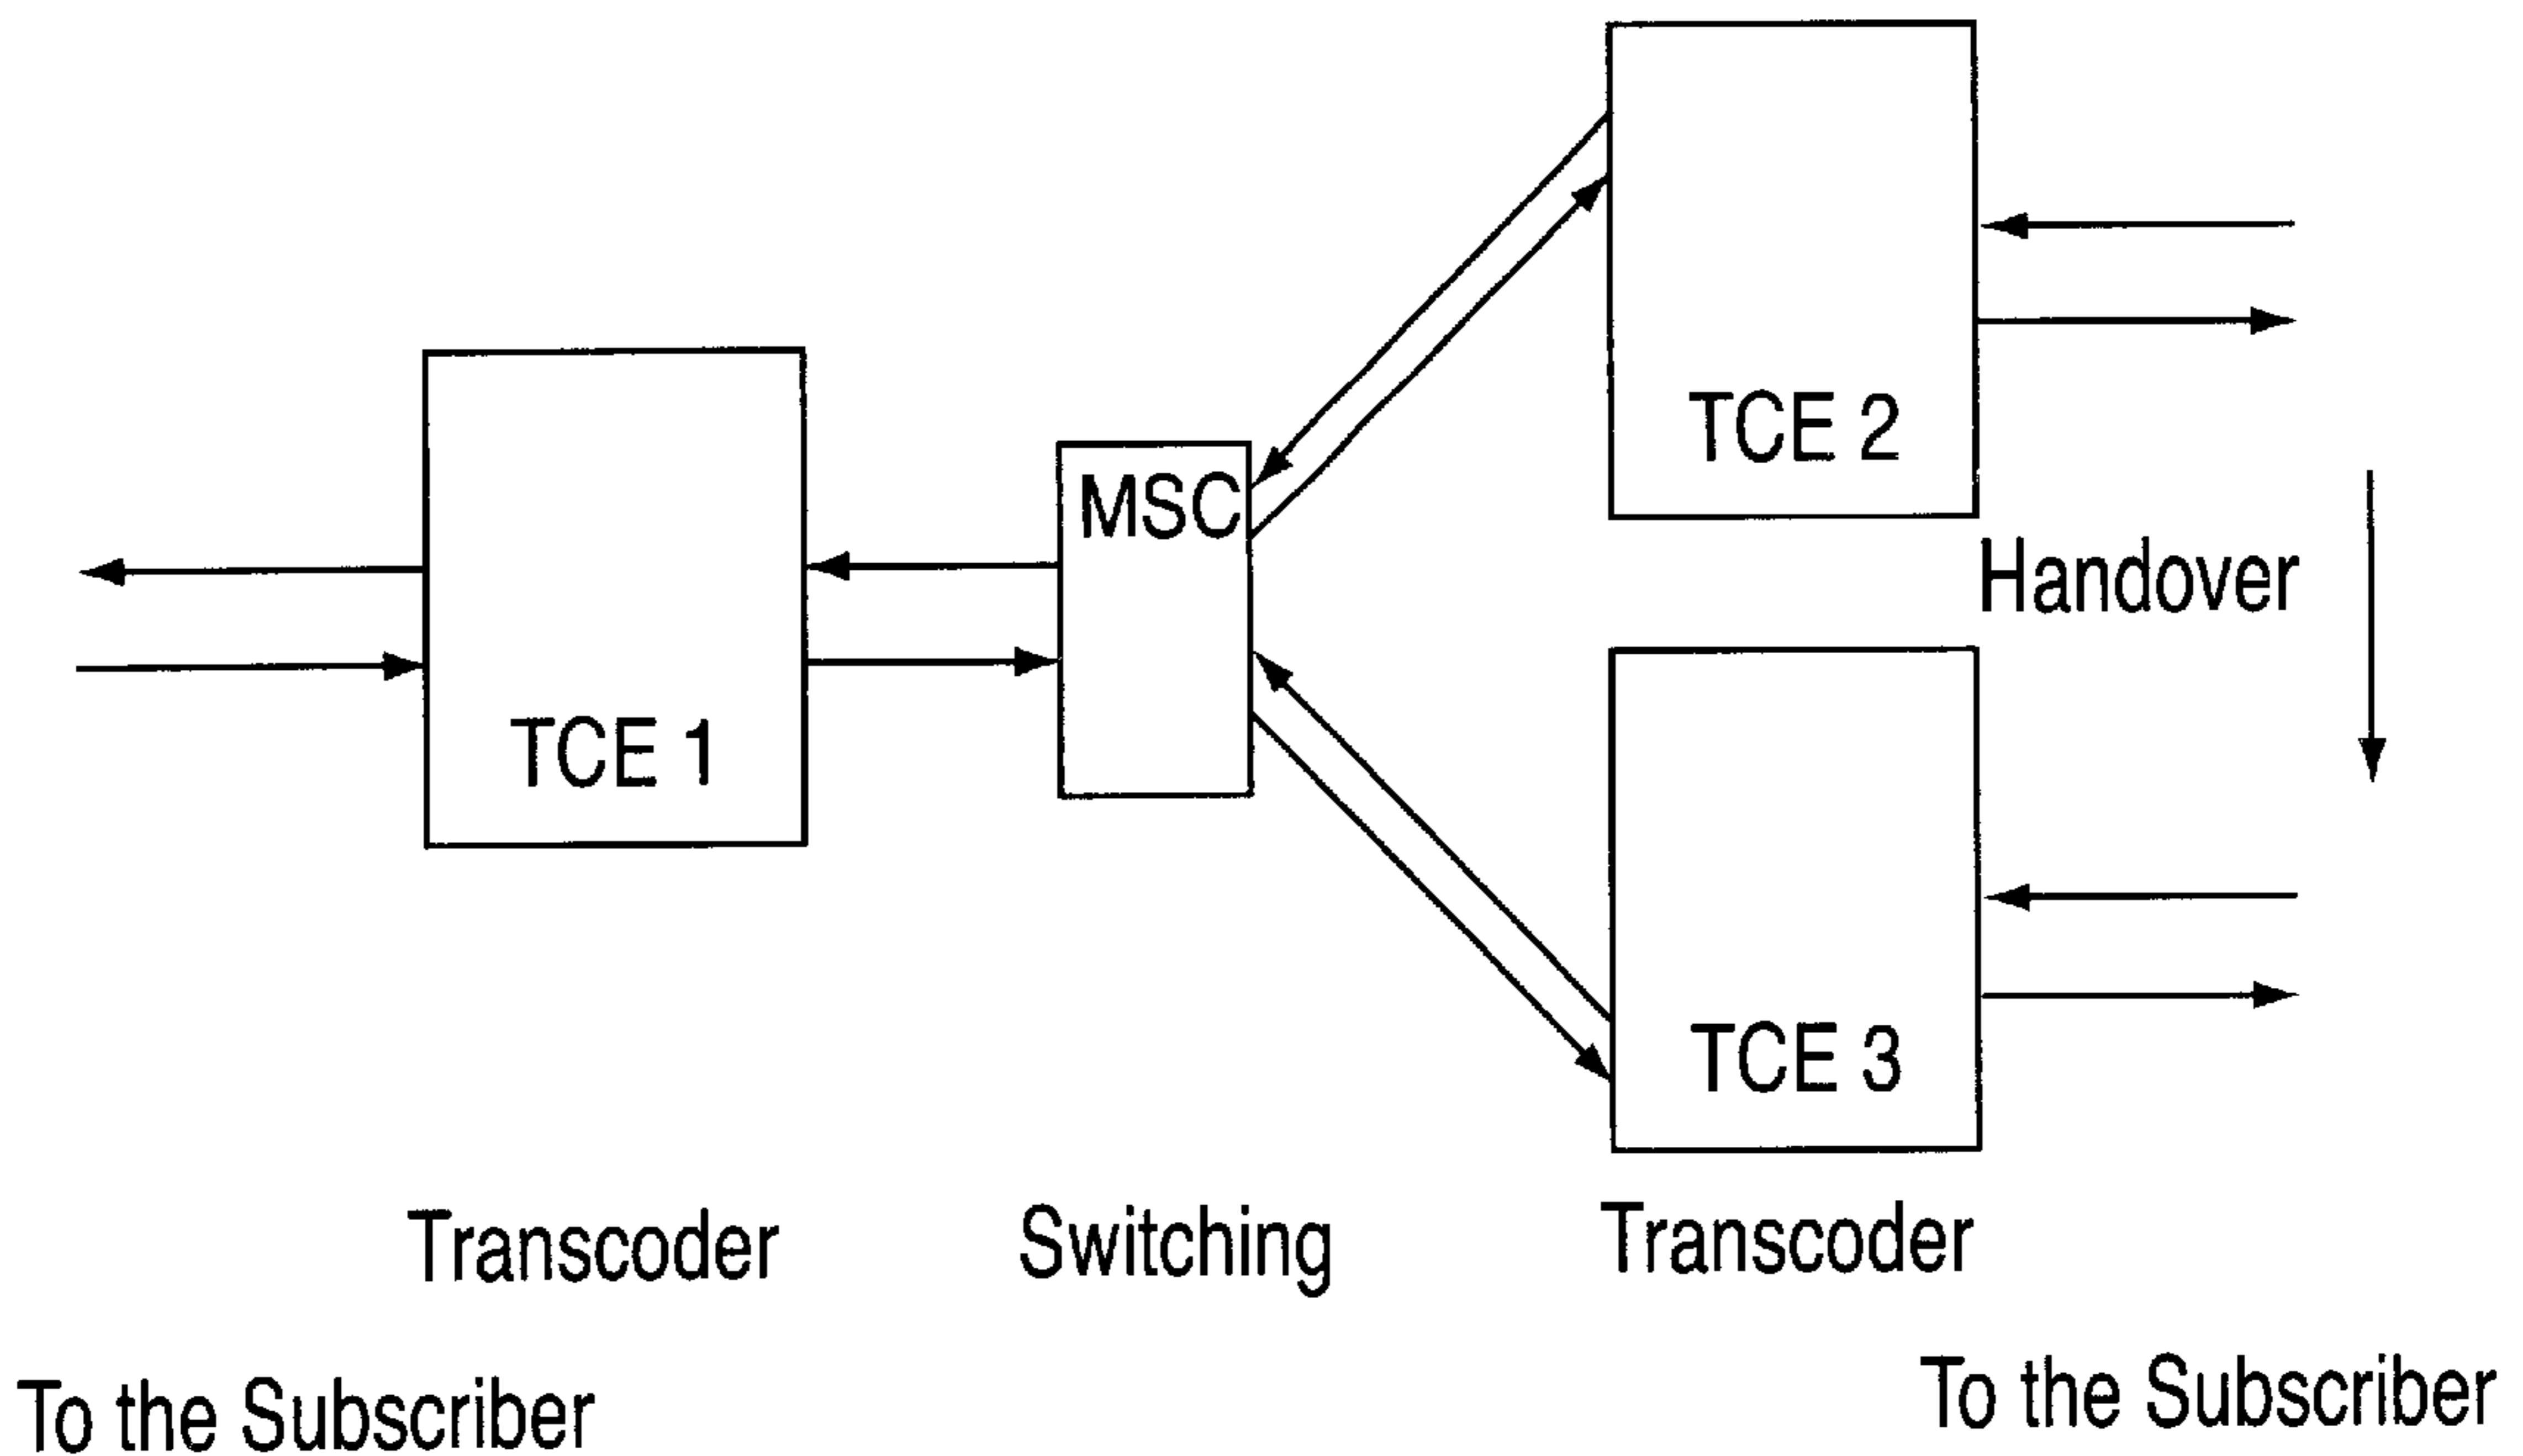 TCE 2
MSC
Handover
TCE 1
TCE 3
Transcoder
Switching
Transcoder
To the Subscriber
To the Subscriber